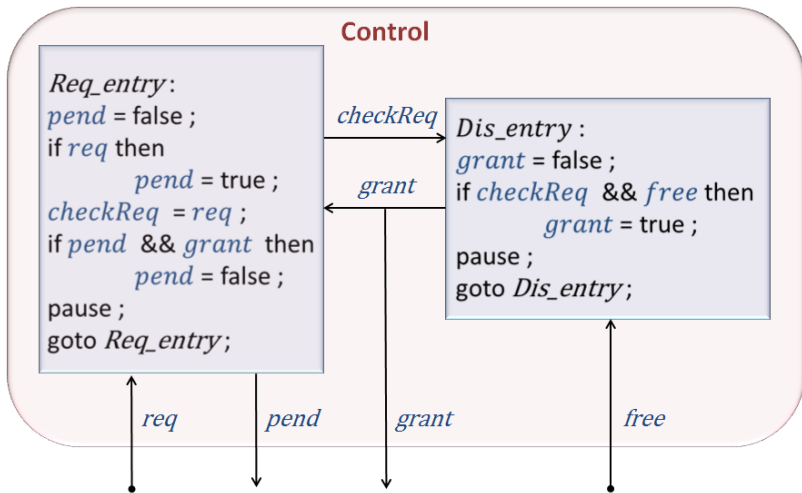 Control
Req_entry :
pend = false ;
if req then
pend = true ;
checkReq = req ;
if pend && grant then
pend = false ;
pause ;
goto Req_entry ;
checkReq
grant
Dis_entry :
grant = false ;
if checkReq && free then
grant = true ;
pause ;
goto Dis_entry ;
req
pend
grant
free